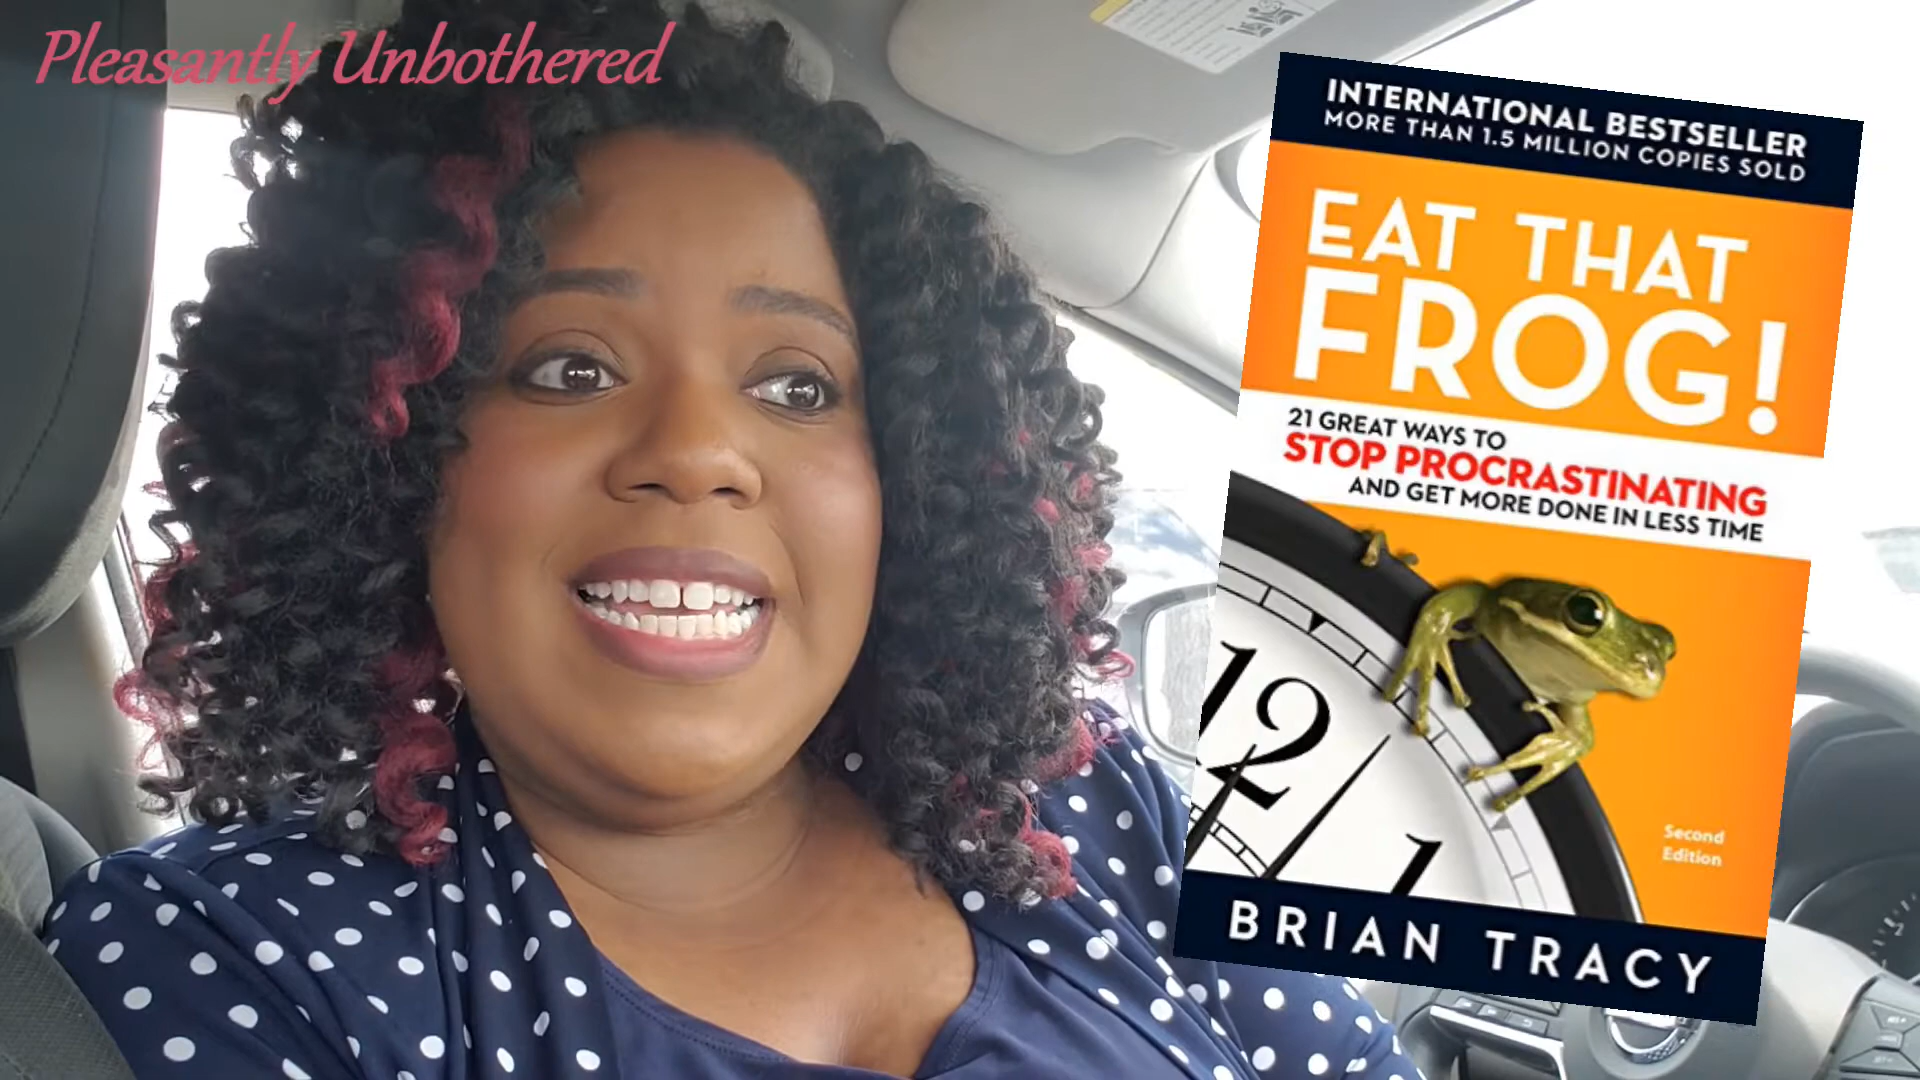 Pleasantly Unbothered
INTERNATIONAL BESTSELLER
MORE THAN 1.5 MILLION COPIES SOLD
EAT THAT
FROG!
21 GREAT WAYS TO
STOP PROCRASTINATING
AND GET MORE DONE IN LESS TIME
12
1
Second
Edition
BRIAN TRACY